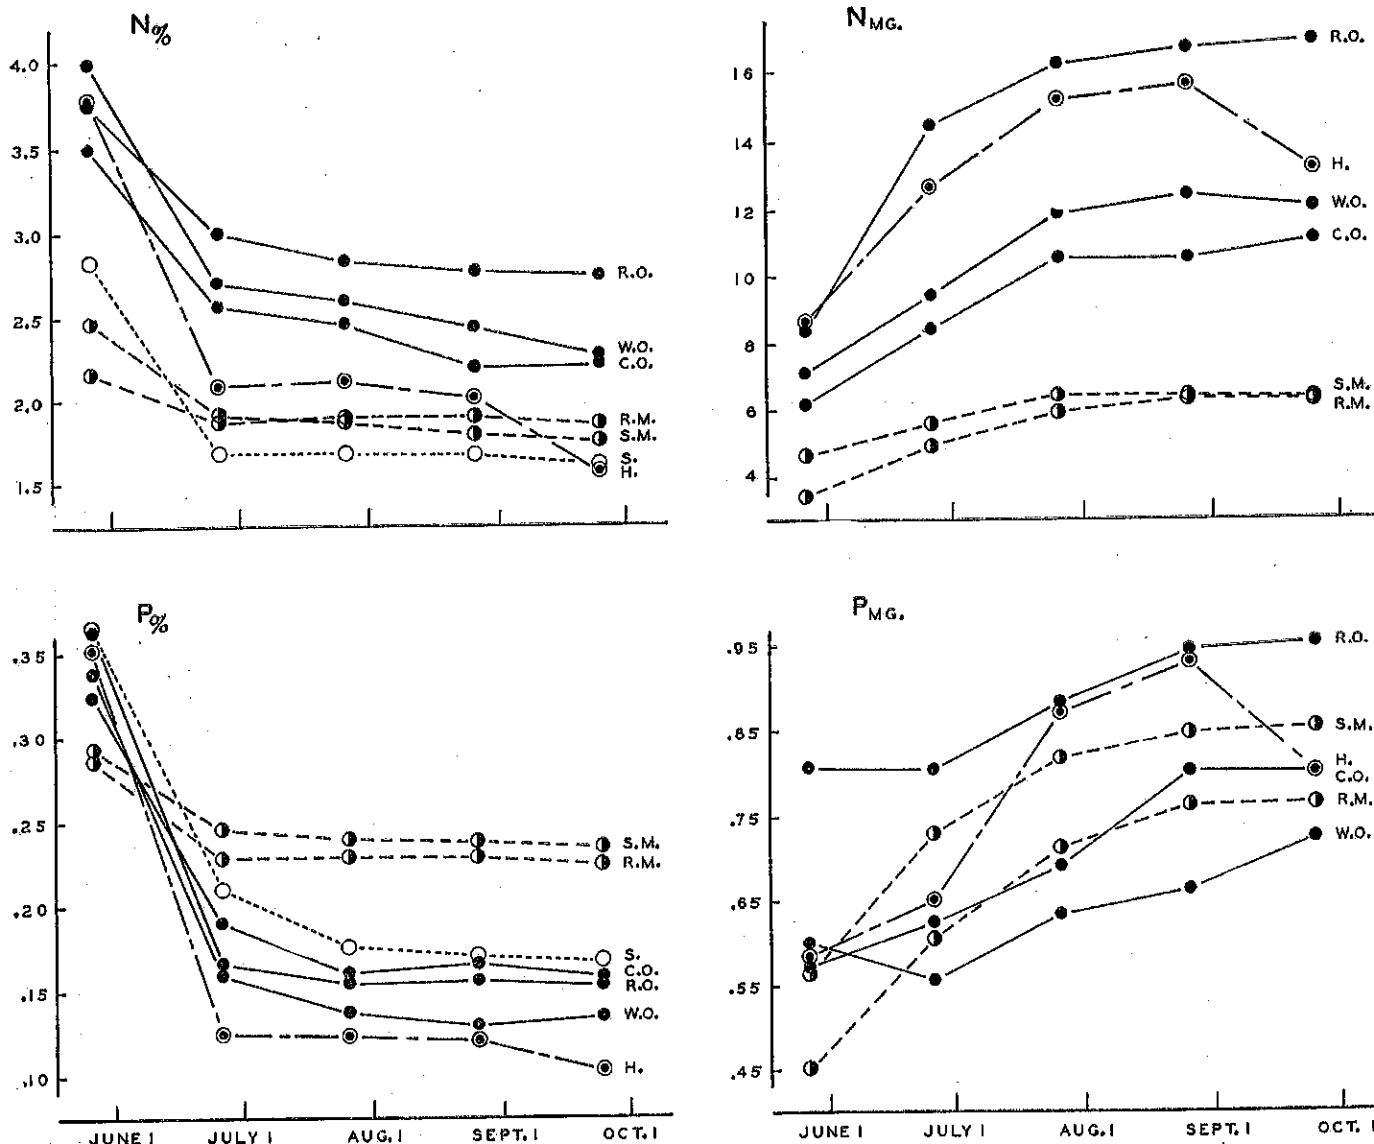 N%
4.0
3.5
3.0
2.5
2.0
1.5
R.O.
W.O.
C.O.
R.M.
S.M.
S.
H.
N MG.
16
14
12
10
8
6
4
R.O.
H.
W.O.
C.O.
S.M.
R.M.
P%
.35
.30
.25
.20
.15
.10
S.M.
R.M.
S.
C.O.
R.O.
W.O.
H.
JUNE 1 JULY 1 AUG. 1 SEPT. 1 OCT. 1
P MG.
.95
.85
.75
.65
.55
.45
R.O.
S.M.
H.
C.O.
R.M.
W.O.
JUNE 1 JULY 1 AUG. 1 SEPT. 1 OCT. 1